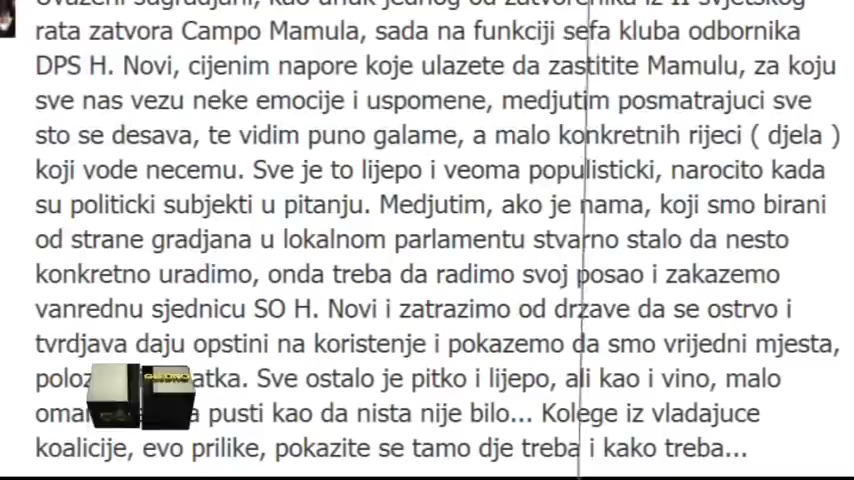 rata zatvora Campo Mamula, sada na funkciji sefa kluba odbornika
DPS H. Novi, cijenim napore koje ulazete da zastitite Mamulu, za koju
sve nas vezu neke emocije i uspomene, medjutim posmatrajuci sve
sto se desava, te vidim puno galame, a malo konkretnih rijeci ( djela )
koji vode necemu. Sve je to lijepo i veoma populisticki, narocito kada
su politicki subjekti u pitanju. Medjutim, ako je nama, koji smo birani
od strane gradjana u lokalnom parlamentu stvarno stalo da nesto
konkretno uradimo, onda treba da radimo svoj posao i zakazemo
vanrednu sjednicu SO H. Novi i zatrazimo od drzave da se ostrvo i
tvrdjava daju opstini na koristenje i pokazemo da smo vrijedni mjesta,
Sve ostalo je pitko i lijepo, ali kao i vino, malo
pusti kao da nista nije bilo... Kolege iz vladajuce
koalicije, evo prilike, pokazite se tamo dje treba i kako treba...